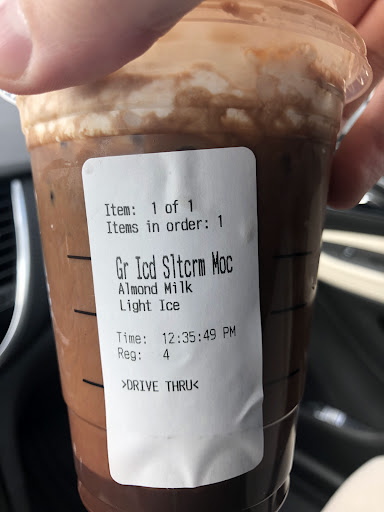 Item: 1 of 1
Items in order: 1
Gr Icd Sltcrm Moc
Almond Milk
Light Ice
Time: 12:35:49 PM
Reg: 4
>DRIVE THRU<